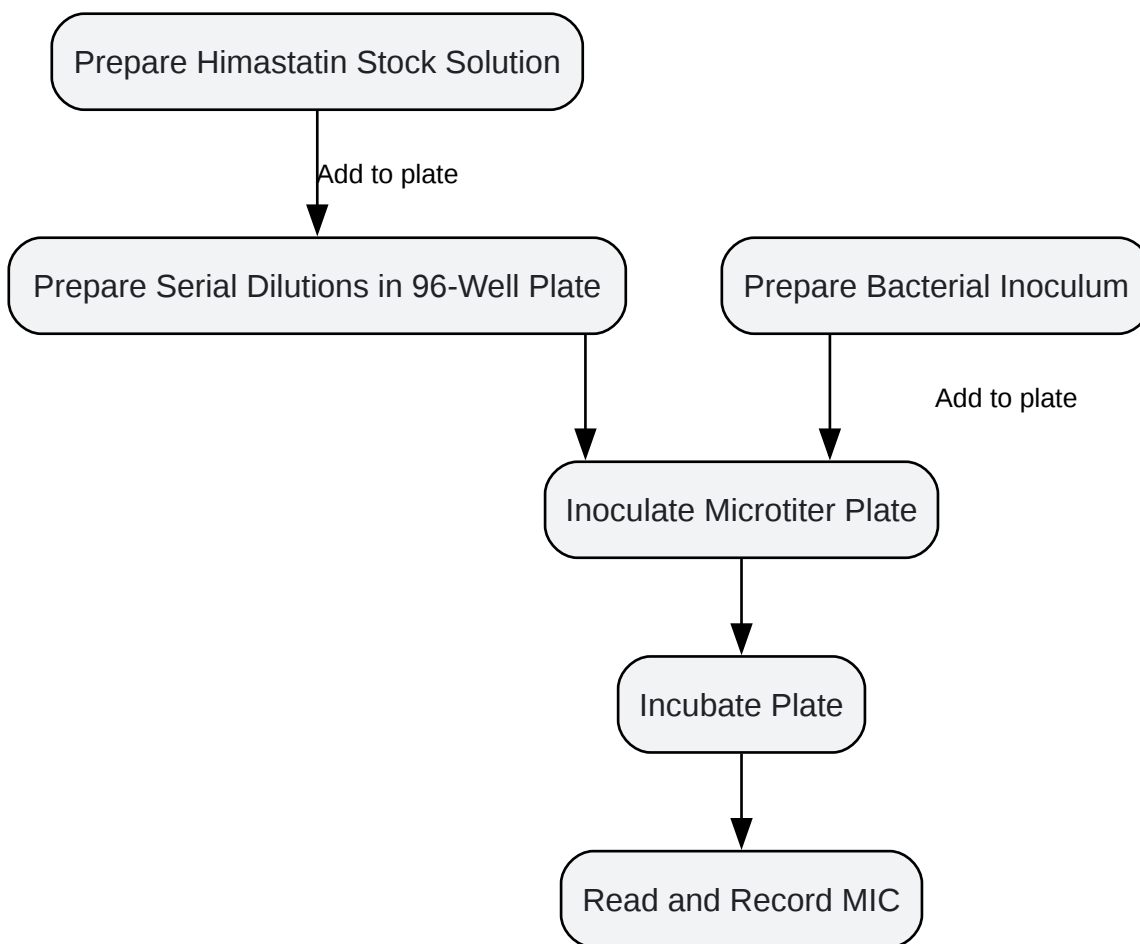 Prepare Himastatin Stock Solution
Add to plate
Prepare Serial Dilutions in 96-Well Plate
Prepare Bacterial Inoculum
Add to plate
Inoculate Microtiter Plate
Incubate Plate
Read and Record MIC